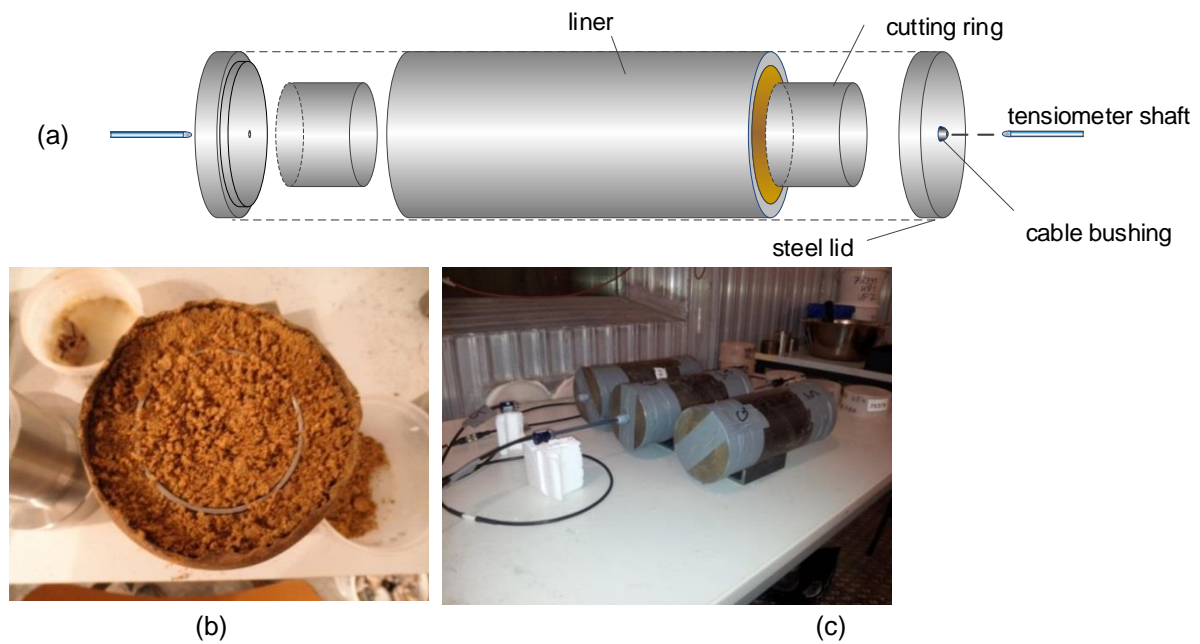 liner
cutting ring
(a)
tensiometer shaft
cable bushing
steel lid
(b)
(c)